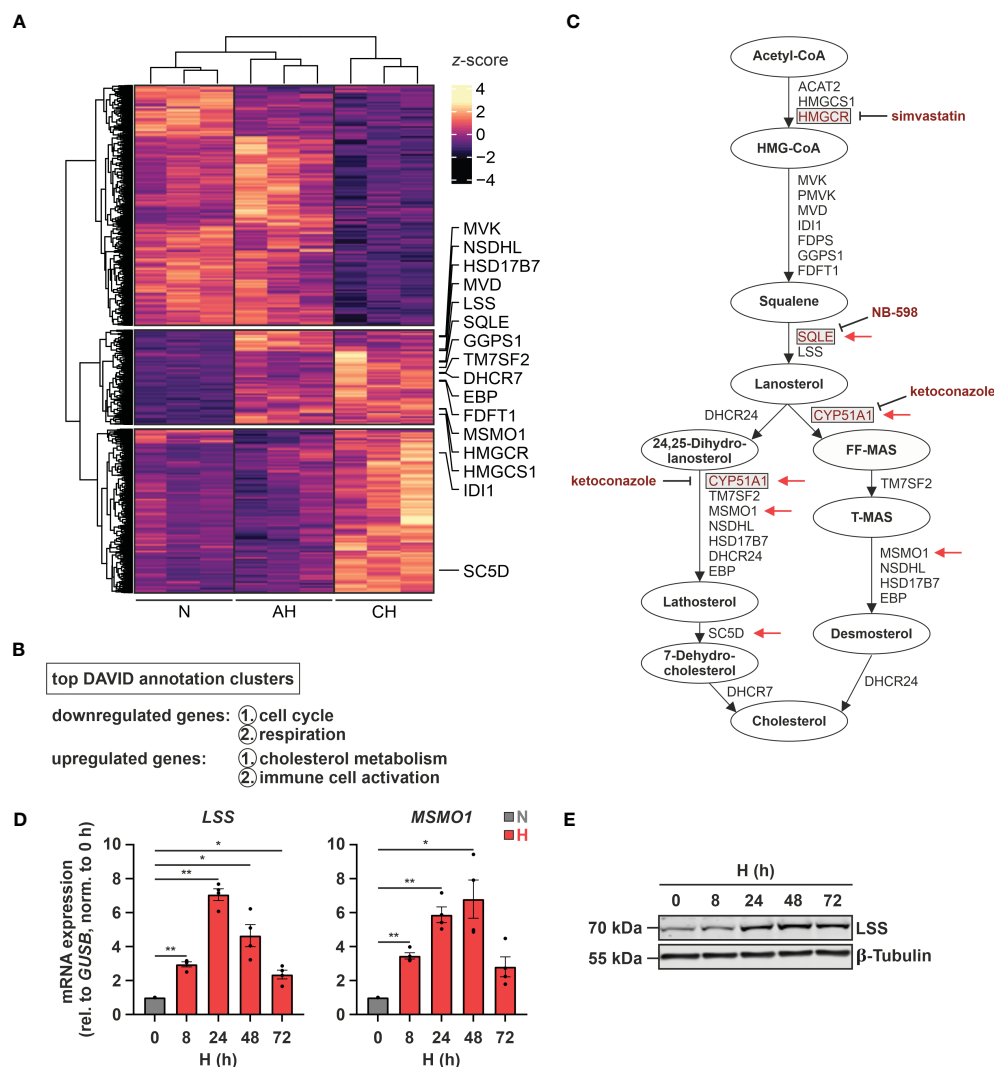 A
z-score
4
2
0
−2
−4
MVK
NSDHL
HSD17B7
MVD
LSS
SQLE
GGPS1
TM7SF2
DHCR7
EBP
FDFT1
MSMO1
HMGCR
HMGCS1
IDI1
SC5D
N AH CH
B
top DAVID annotation clusters
downregulated genes: 1. cell cycle
2. respiration
upregulated genes: 1. cholesterol metabolism
2. immune cell activation
C
Acetyl-CoA
ACAT2
HMGCS1
HMGCR simvastatin
HMG-CoA
MVK
PMVK
MVD
IDI1
FDPS
GGPS1
FDFT1
Squalene
NB-598
SQLE
LSS
Lanosterol
ketoconazole
DHCR24 CYP51A1
24,25-Dihydro-
lanosterol
FF-MAS
ketoconazole CYP51A1
TM7SF2
MSMO1
NSDHL
HSD17B7
DHCR24
EBP
TM7SF2
T-MAS
MSMO1
NSDHL
HSD17B7
EBP
Lathosterol
SC5D
7-Dehydro-
cholesterol
Desmosterol
DHCR7 DHCR24
Cholesterol
D
LSS
mRNA expression
(rel. to GUSB, norm. to 0 h)
10
8
6
4
2
0
*
*
**
**
0 8 24 48 72
H (h)
MSMO1
N
H
10
8
6
4
2
0
*
**
**
0 8 24 48 72
H (h)
E
H (h)
0 8 24 48 72
70 kDa LSS
55 kDa β-Tubulin